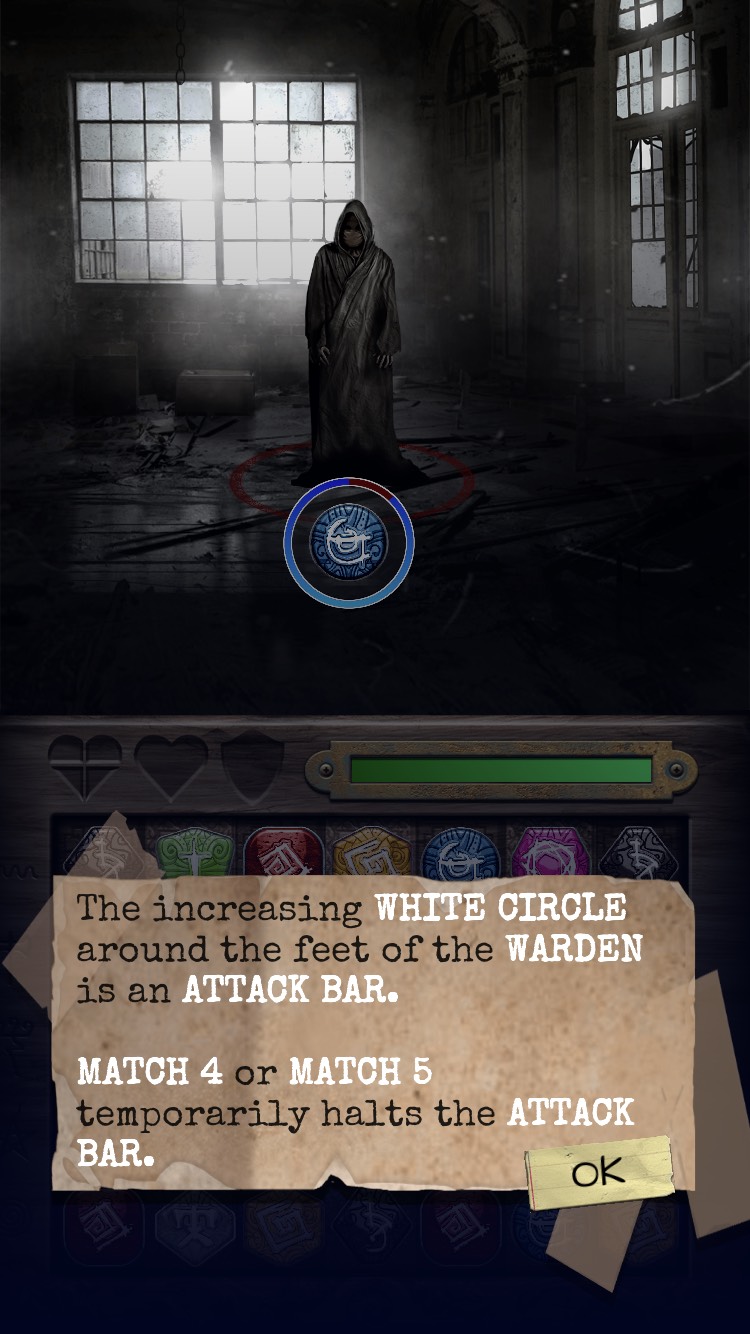 The increasing WHITE CIRCLE
around the feet of the WARDEN
is an ATTACK BAR.
MATCH 4 or MATCH 5
temporarily halts the ATTACK
BAR.
OK